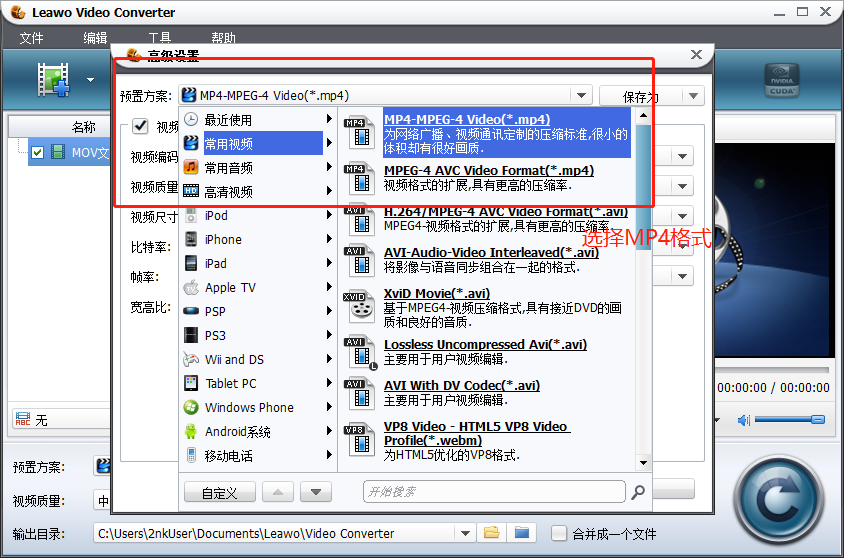 Leawo Video Converter
文件 编辑 工具 帮助
高级设置
预置方案: MP4-MPEG-4 Video(*.mp4) 保存为
名称
MOV文
视频
视频编码
视频质量
视频尺寸
比特率:
帧率:
宽高比:
最近使用
常用视频
常用音频
高清视频
iPod
iPhone
iPad
Apple TV
PSP
PS3
Wii and DS
Tablet PC
Windows Phone
Android系统
移动电话
MP4-MPEG-4 Video(*.mp4)
为网络广播、视频通讯定制的压缩标准,很小的
体积却有很好画质.
MPEG-4 AVC Video Format(*.mp4)
视频格式的扩展,具有更高的压缩率.
H.264/MPEG-4 AVC Video Format(*.avi)
MPEG4-视频格式的扩展,具有更高的压缩率.
选择MP4格式
AVI-Audio-Video Interleaved(*.avi)
将影像与语音同步组合在一起的格式.
XviD Movie(*.avi)
基于MPEG4-视频压缩格式,具有接近DVD的画
质和良好的音质.
Lossless Uncompressed Avi(*.avi)
主要用于用户视频编辑.
AVI With DV Codec(*.avi)
主要用于用户视频编辑.
VP8 Video - HTML5 VP8 Video
Profile(*.webm)
为HTML5优化的VP8格式.
MP4
MP4
AVI
AVI
XVID
AVI
L
AVI
VP8
HD
NVIDIA
CUDA
00:00:00 / 00:00:00
ABC 无
自定义 开始搜索
预置方案:
视频质量: 中
输出目录: C:\Users\2nkUser\Documents\Leawo\Video Converter 合并成一个文件